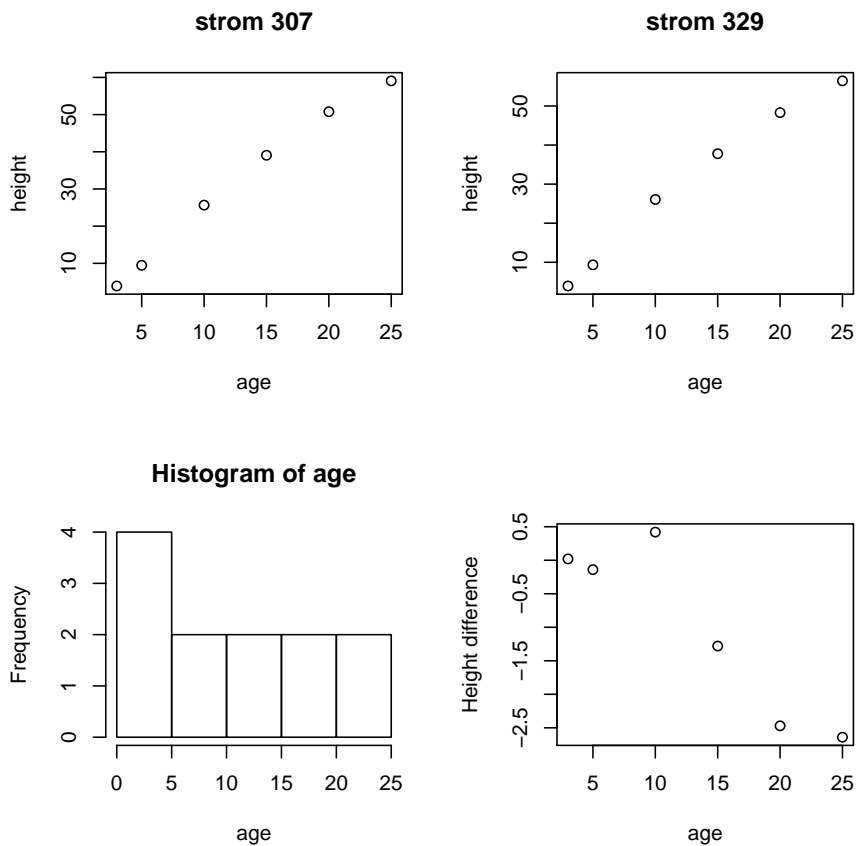 strom 307
height
10
30
50
5 10 15 20 25
age
strom 329
height
10
30
50
5 10 15 20 25
age
Histogram of age
Frequency
0
1
2
3
4
0 5 10 15 20 25
age
Height difference
−2.5
−1.5
−0.5
0.5
5 10 15 20 25
age